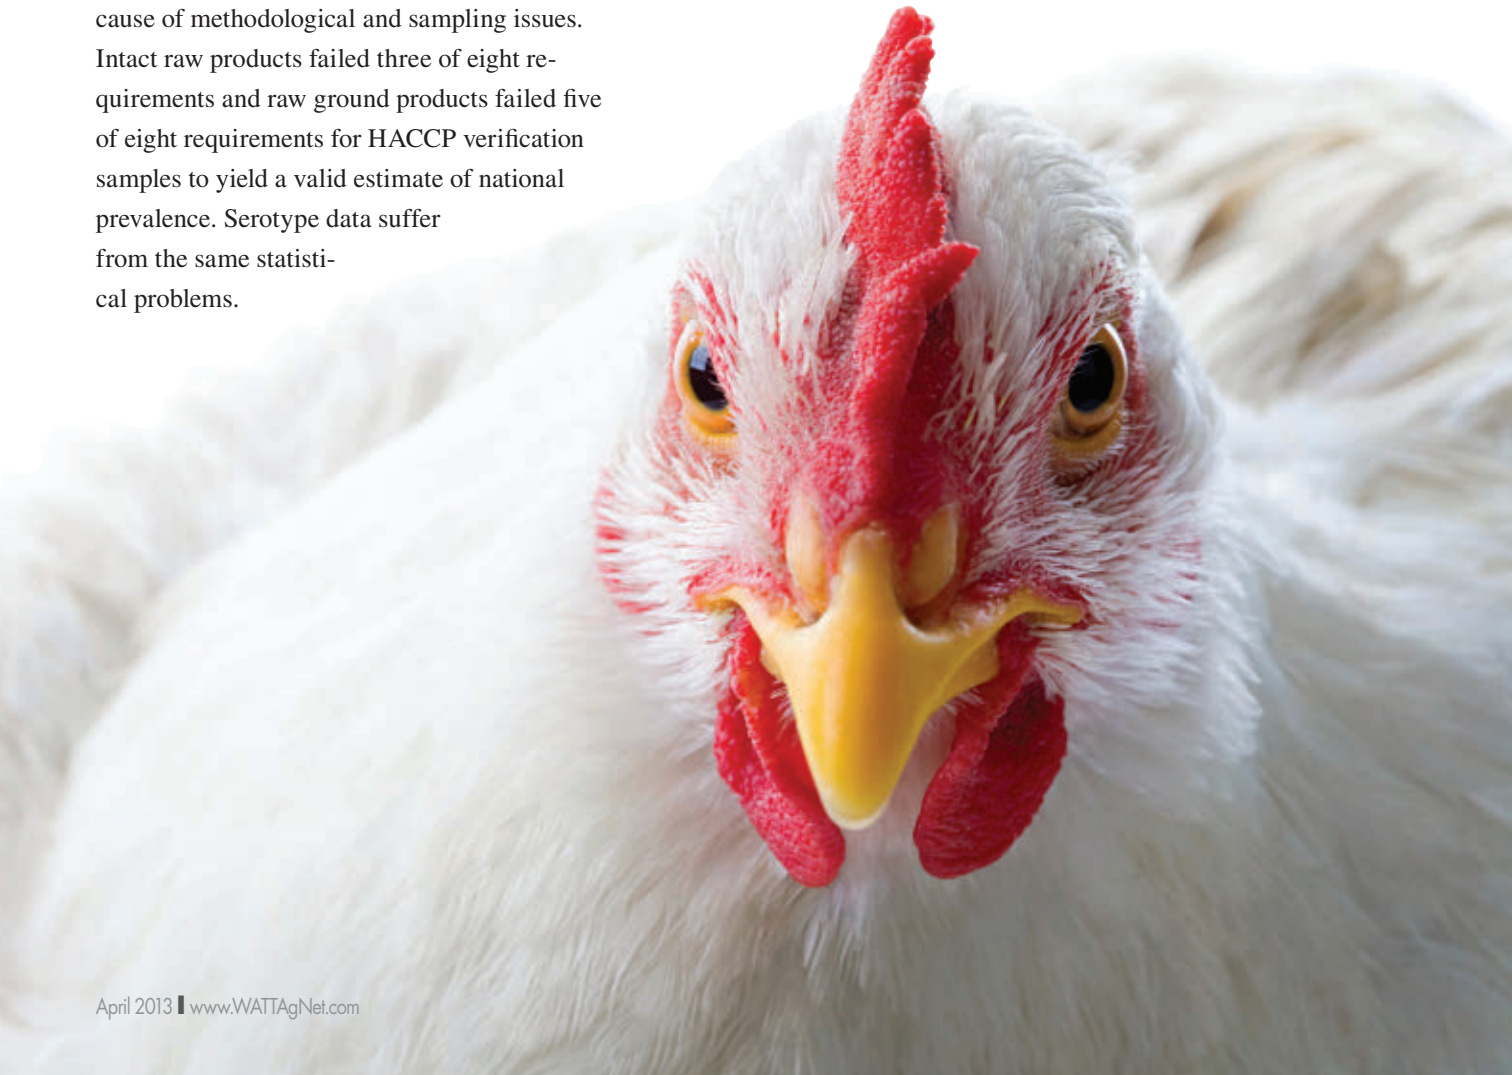 cause of methodological and sampling issues.
Intact raw products failed three of eight re-
quirements and raw ground products failed five
of eight requirements for HACCP verification
samples to yield a valid estimate of national
prevalence. Serotype data suffer
from the same statisti-
cal problems.
April 2013 ▌www.WATTAgNet.com